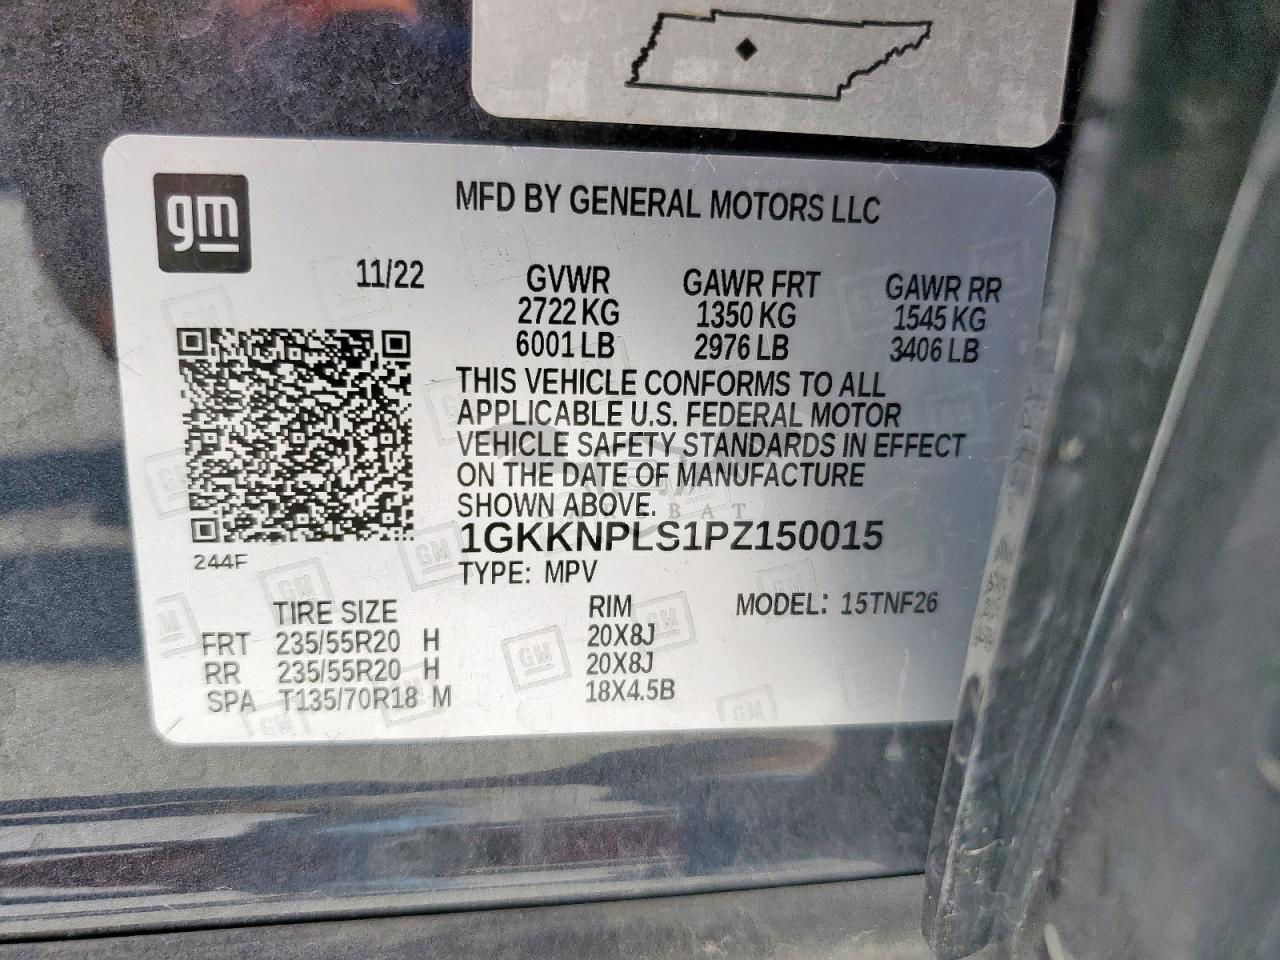 gm
MFD BY GENERAL MOTORS LLC
11/22 GVWR GAWR FRT GAWR RR
2722 KG 1350 KG 1545 KG
6001 LB 2976 LB 3406 LB
THIS VEHICLE CONFORMS TO ALL
APPLICABLE U.S. FEDERAL MOTOR
VEHICLE SAFETY STANDARDS IN EFFECT
ON THE DATE OF MANUFACTURE
SHOWN ABOVE.
1GKKNPLS1PZ150015
244F
TYPE: MPV
TIRE SIZE RIM MODEL: 15TNF26
FRT 235/55R20 H 20X8J
RR 235/55R20 H 20X8J
SPA T135/70R18 M 18X4.5B